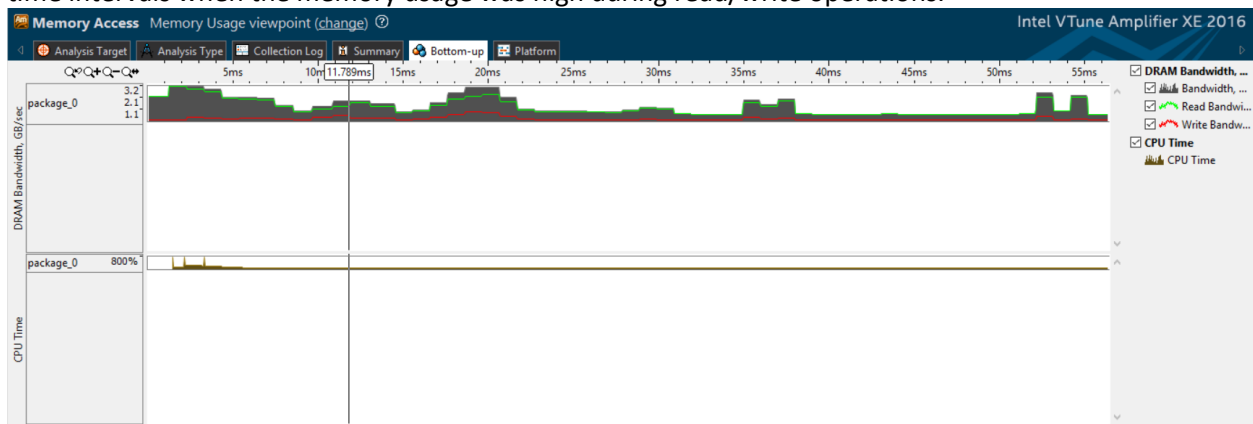 time intervals when the memory usage was high during read/write operations.
Memory Access Memory Usage viewpoint (change) Intel VTune Amplifier XE 2016
Analysis Target Analysis Type Collection Log Summary Bottom-up Platform
5ms 10m 11.789ms 15ms 20ms 25ms 30ms 35ms 40ms 45ms 50ms 55ms
DRAM Bandwidth, GB/sec
package_0
3.2
2.1
1.1
CPU Time
package_0 800%
DRAM Bandwidth, ...
Bandwidth, ...
Read Bandwi...
Write Bandw...
CPU Time
CPU Time